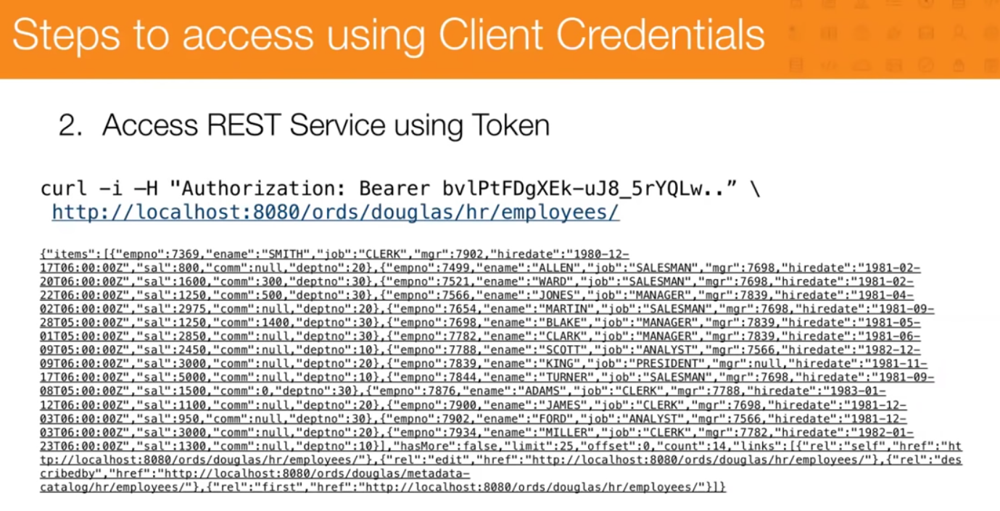 Steps to access using Client Credentials
2. Access REST Service using Token
curl –i –H "Authorization: Bearer bvlPtFDgXEk-uJ8_5rYQLw..” \
http://localhost:8080/ords/douglas/hr/employees/
{"items":[{"empno":7369,"ename":"SMITH","job":"CLERK","mgr":7902,"hiredate":"1980-12-
17T06:00:00Z","sal":800,"comm":null,"deptno":20},{"empno":7499,"ename":"ALLEN","job":"SALESMAN","mgr":7698,"hiredate":"1981-02-
20T06:00:00Z","sal":1600,"comm":300,"deptno":30},{"empno":7521,"ename":"WARD","job":"SALESMAN","mgr":7698,"hiredate":"1981-02-
22T06:00:00Z","sal":1250,"comm":500,"deptno":30},{"empno":7566,"ename":"JONES","job":"MANAGER","mgr":7839,"hiredate":"1981-04-
02T06:00:00Z","sal":2975,"comm":null,"deptno":20},{"empno":7654,"ename":"MARTIN","job":"SALESMAN","mgr":7698,"hiredate":"1981-09-
28T05:00:00Z","sal":1250,"comm":1400,"deptno":30},{"empno":7698,"ename":"BLAKE","job":"MANAGER","mgr":7839,"hiredate":"1981-05-
01T05:00:00Z","sal":2850,"comm":null,"deptno":30},{"empno":7782,"ename":"CLARK","job":"MANAGER","mgr":7839,"hiredate":"1981-06-
09T05:00:00Z","sal":2450,"comm":null,"deptno":10},{"empno":7788,"ename":"SCOTT","job":"ANALYST","mgr":7566,"hiredate":"1982-12-
09T06:00:00Z","sal":3000,"comm":null,"deptno":20},{"empno":7839,"ename":"KING","job":"PRESIDENT","mgr":null,"hiredate":"1981-11-
17T06:00:00Z","sal":5000,"comm":null,"deptno":10},{"empno":7844,"ename":"TURNER","job":"SALESMAN","mgr":7698,"hiredate":"1981-09-
08T05:00:00Z","sal":1500,"comm":0,"deptno":30},{"empno":7876,"ename":"ADAMS","job":"CLERK","mgr":7788,"hiredate":"1983-01-
12T06:00:00Z","sal":1100,"comm":null,"deptno":20},{"empno":7900,"ename":"JAMES","job":"CLERK","mgr":7698,"hiredate":"1981-12-
03T06:00:00Z","sal":950,"comm":null,"deptno":30},{"empno":7902,"ename":"FORD","job":"ANALYST","mgr":7566,"hiredate":"1981-12-
03T06:00:00Z","sal":3000,"comm":null,"deptno":20},{"empno":7934,"ename":"MILLER","job":"CLERK","mgr":7782,"hiredate":"1982-01-
23T06:00:00Z","sal":1300,"comm":null,"deptno":10}],"hasMore":false,"limit":25,"offset":0,"count":14,"links":[{"rel":"self","href":"ht
tp://localhost:8080/ords/douglas/hr/employees/"},{"rel":"edit","href":"http://localhost:8080/ords/douglas/hr/employees/"},{"rel":"des
cribedby","href":"http://localhost:8080/ords/douglas/metadata-
catalog/hr/employees/"},{"rel":"first","href":"http://localhost:8080/ords/douglas/hr/employees/"}]}